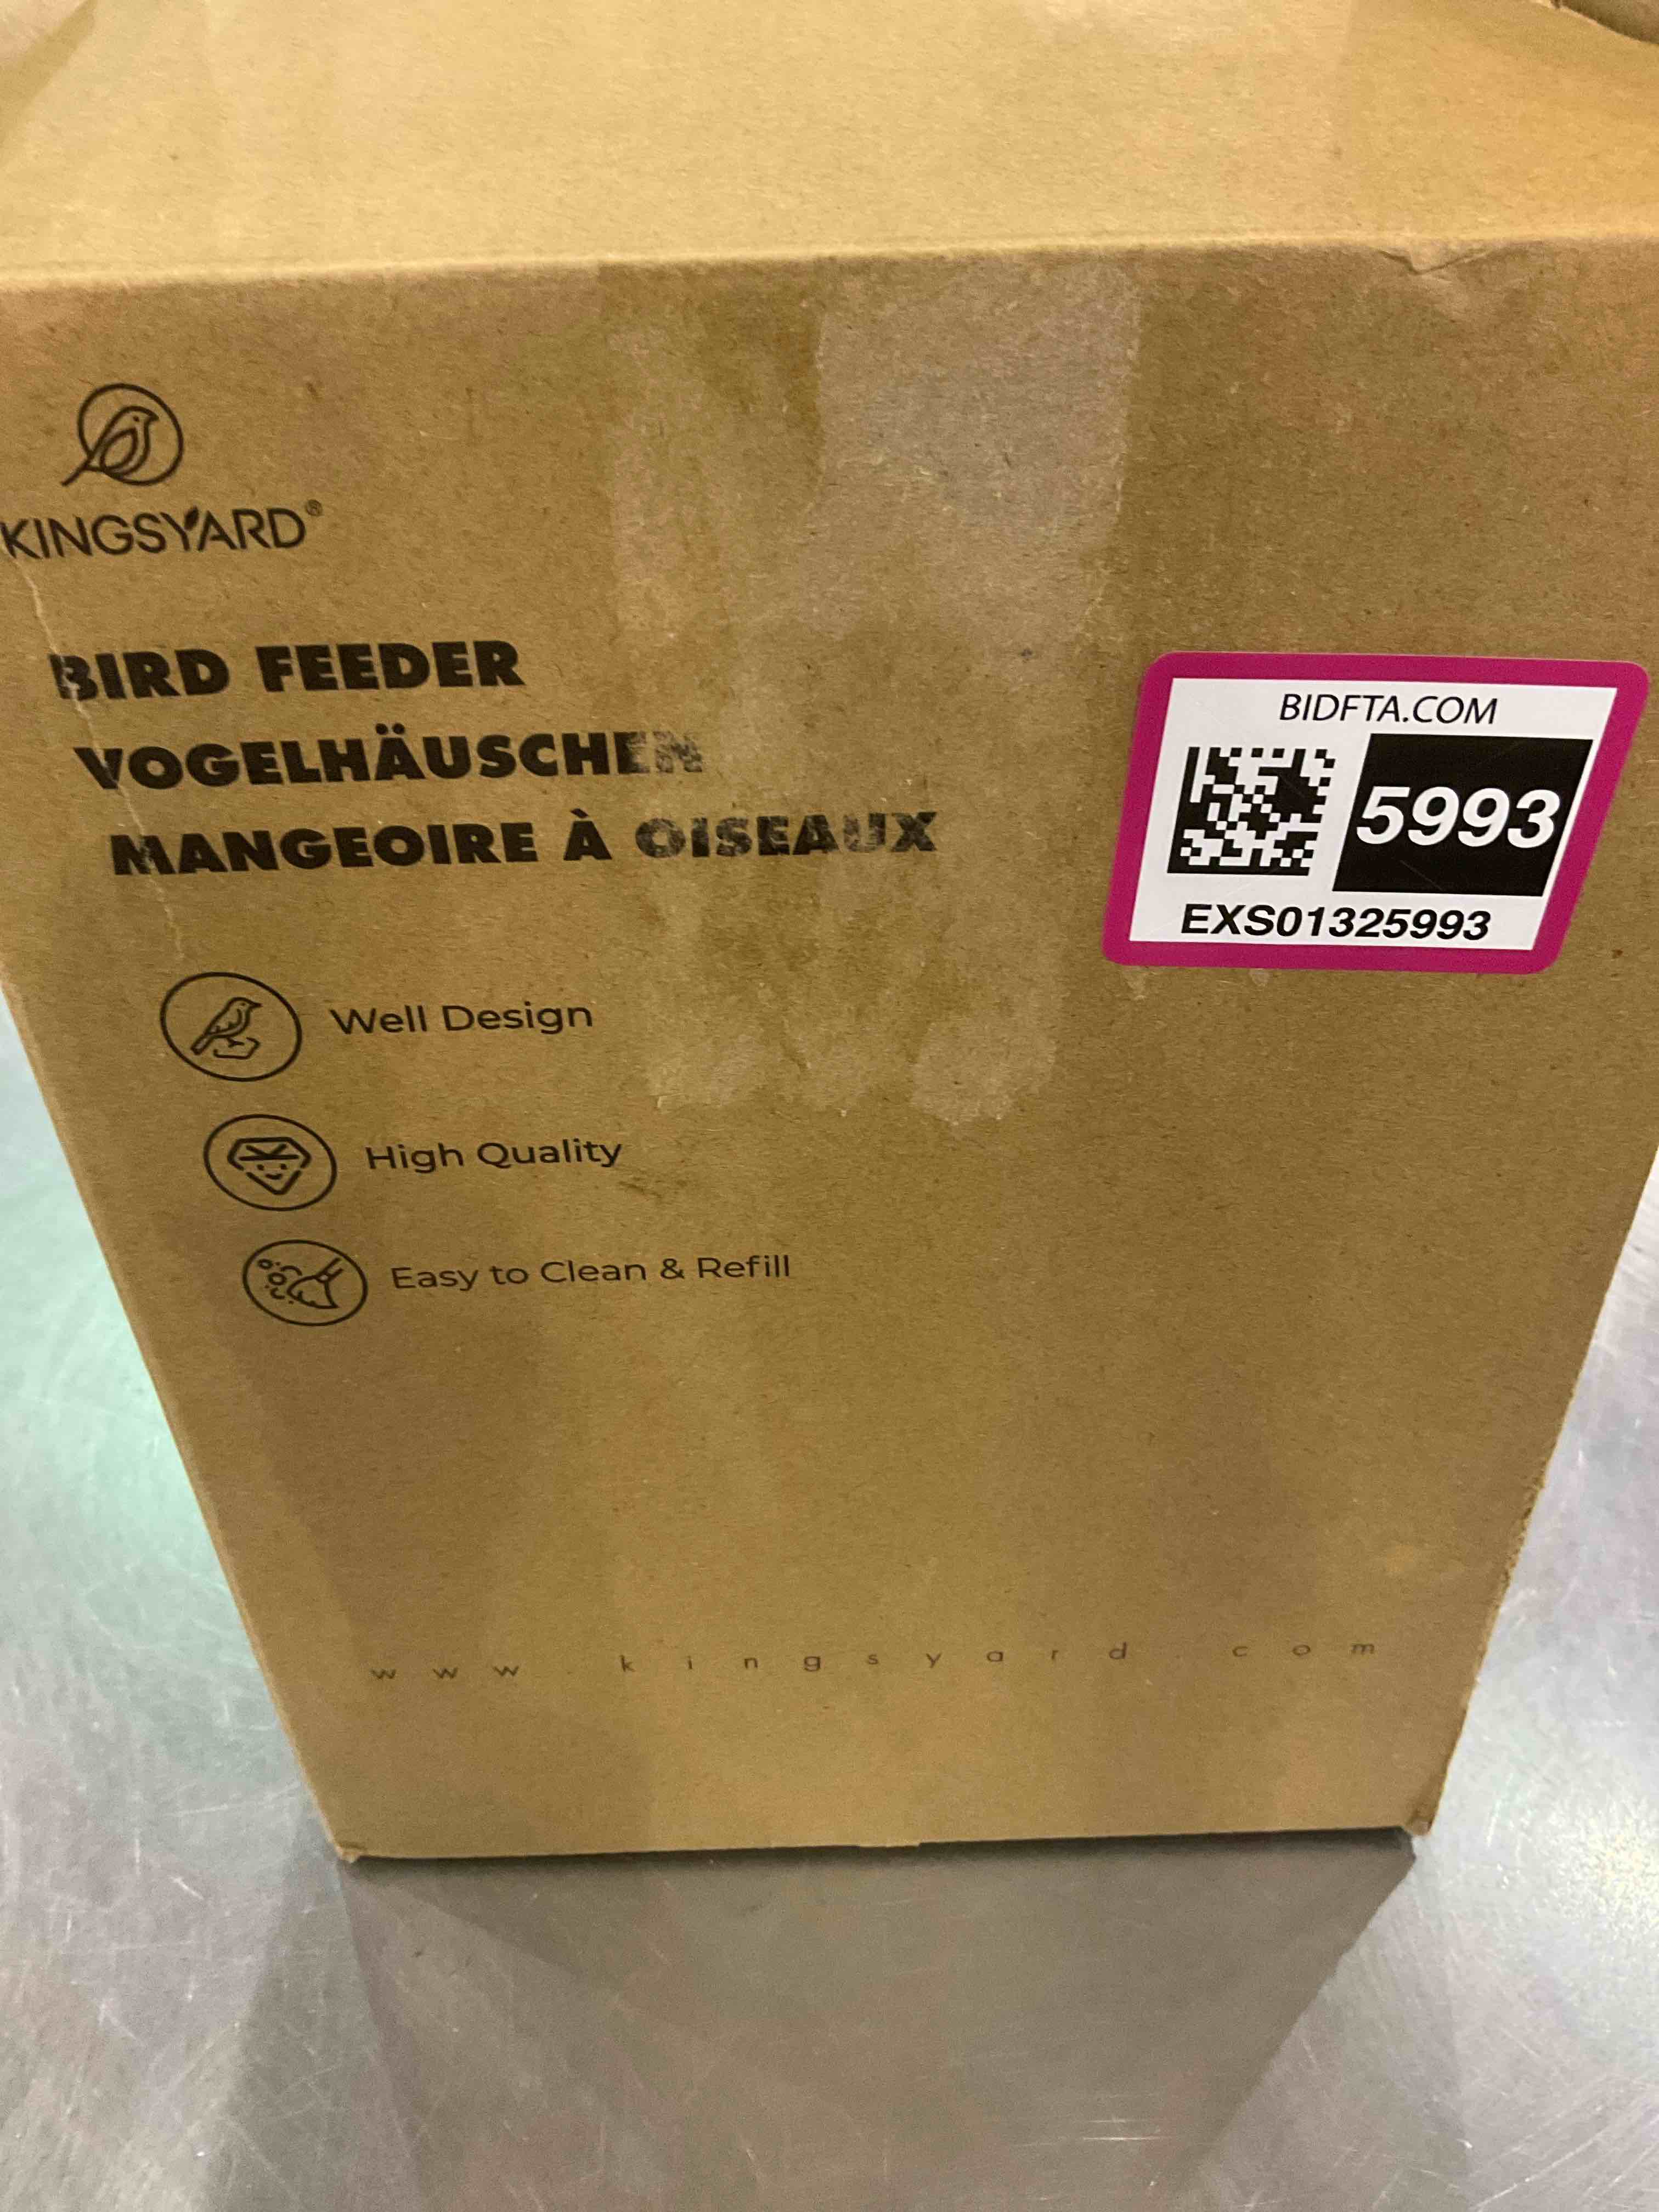 KINGSYARD®
BIRD FEEDER
VOGELHÄUSCHEN
MANGEOIRE À OISEAUX
BIDFTA.COM
5993
EXS01325993
Well Design
High Quality
Easy to Clean & Refill
www.kingsyard.com